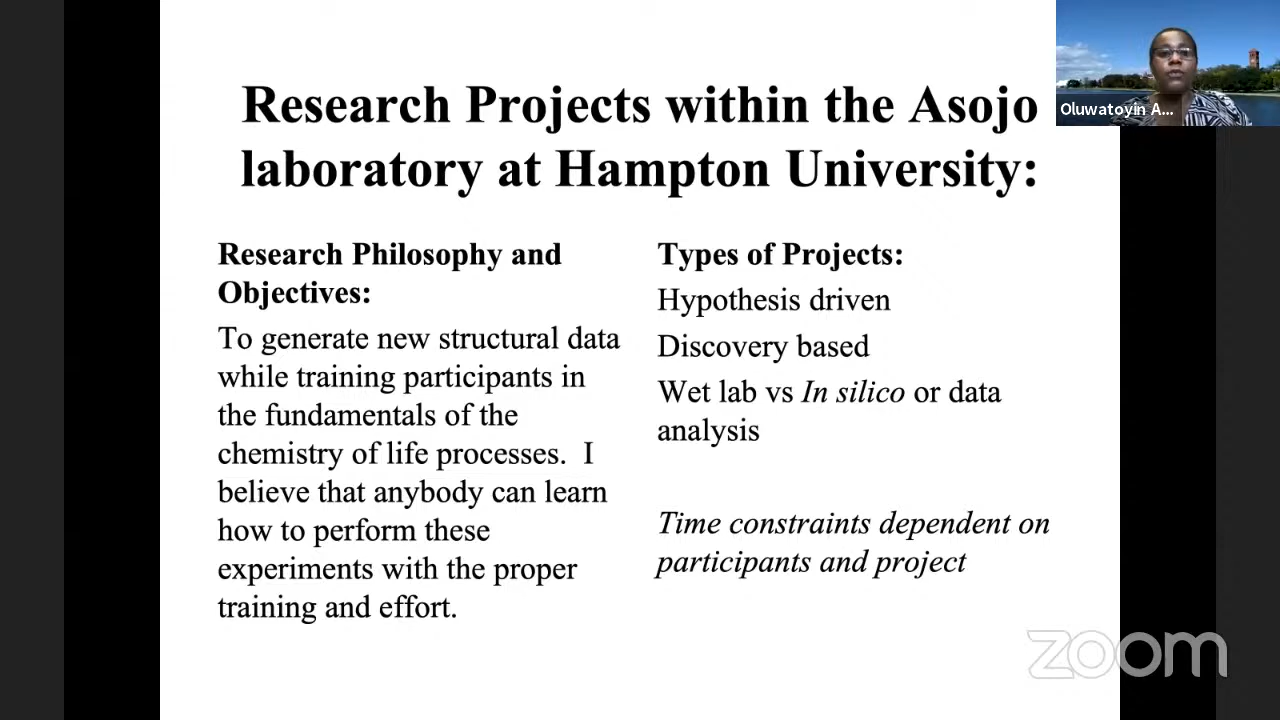 Research Projects within the Asojo
laboratory at Hampton University:
Research Philosophy and
Objectives:
To generate new structural data
while training participants in
the fundamentals of the
chemistry of life processes.  I
believe that anybody can learn
how to perform these
experiments with the proper
training and effort.
Types of Projects:
Hypothesis driven
Discovery based
Wet lab vs In silico or data
analysis
Time constraints dependent on
participants and project
Oluwatoyin A...
zoom